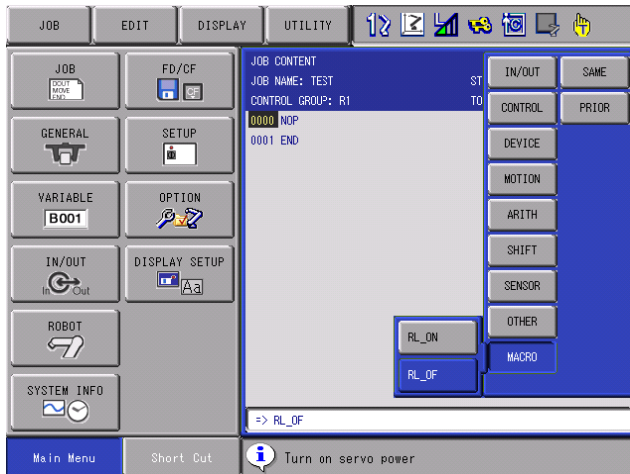 JOB
EDIT
DISPLAY
UTILITY
JOB
DOUT
MOVE
END
FD/CF
CF
GENERAL
SETUP
VARIABLE
B001
OPTION
IN/OUT
In Out
DISPLAY SETUP
Aa
ROBOT
SYSTEM INFO
Main Menu
Short Cut
JOB CONTENT
JOB NAME: TEST ST
CONTROL GROUP: R1 TO
0000 NOP
0001 END
IN/OUT
SAME
CONTROL
PRIOR
DEVICE
MOTION
ARITH
SHIFT
SENSOR
OTHER
MACRO
RL_ON
RL_OF
=> RL_OF
Turn on servo power